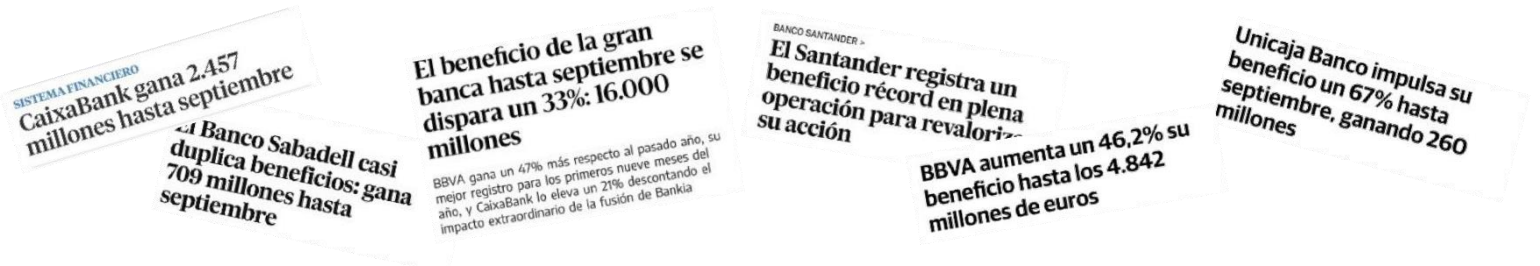 SISTEMA FINANCIERO
CaixaBank gana 2.457
millones hasta septiembre
El Banco Sabadell casi
duplica beneficios: gana
709 millones hasta
septiembre
El beneficio de la gran
banca hasta septiembre se
dispara un 33%: 16.000
millones
BBVA gana un 47% más respecto al pasado año, su
mejor registro para los primeros nueve meses del
año, y CaixaBank lo eleva un 21% descontando el
impacto extraordinario de la fusión de Bankia
BANCO SANTANDER >
El Santander registra un
beneficio récord en plena
operación para
su acción
BBVA aumenta un 46,2% su
beneficio hasta los 4.842
millones de euros
Unicaja Banco impulsa su
beneficio un 67% hasta
septiembre, ganando 260
millones